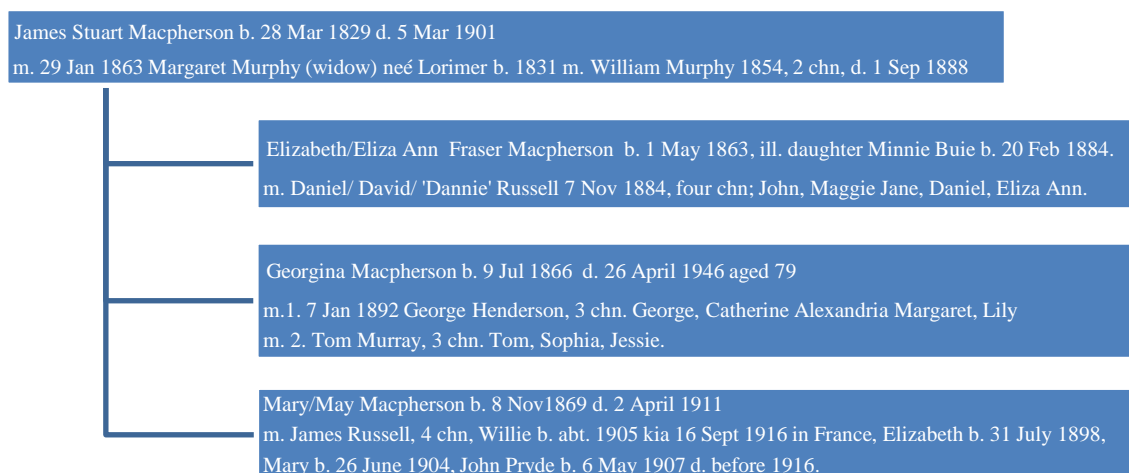 James Stuart Macpherson b. 28 Mar 1829 d. 5 Mar 1901
m. 29 Jan 1863 Margaret Murphy (widow) neé Lorimer b. 1831 m. William Murphy 1854, 2 chn, d. 1 Sep 1888
Elizabeth/Eliza Ann Fraser Macpherson b. 1 May 1863, ill. daughter Minnie Buie b. 20 Feb 1884.
m. Daniel/ David/ 'Dannie' Russell 7 Nov 1884, four chn; John, Maggie Jane, Daniel, Eliza Ann.
Georgina Macpherson b. 9 Jul 1866 d. 26 April 1946 aged 79
m.1. 7 Jan 1892 George Henderson, 3 chn. George, Catherine Alexandria Margaret, Lily
m. 2. Tom Murray, 3 chn. Tom, Sophia, Jessie.
Mary/May Macpherson b. 8 Nov1869 d. 2 April 1911
m. James Russell, 4 chn, Willie b. abt. 1905 kia 16 Sept 1916 in France, Elizabeth b. 31 July 1898,
Mary b. 26 June 1904, John Pryde b. 6 May 1907 d. before 1916.